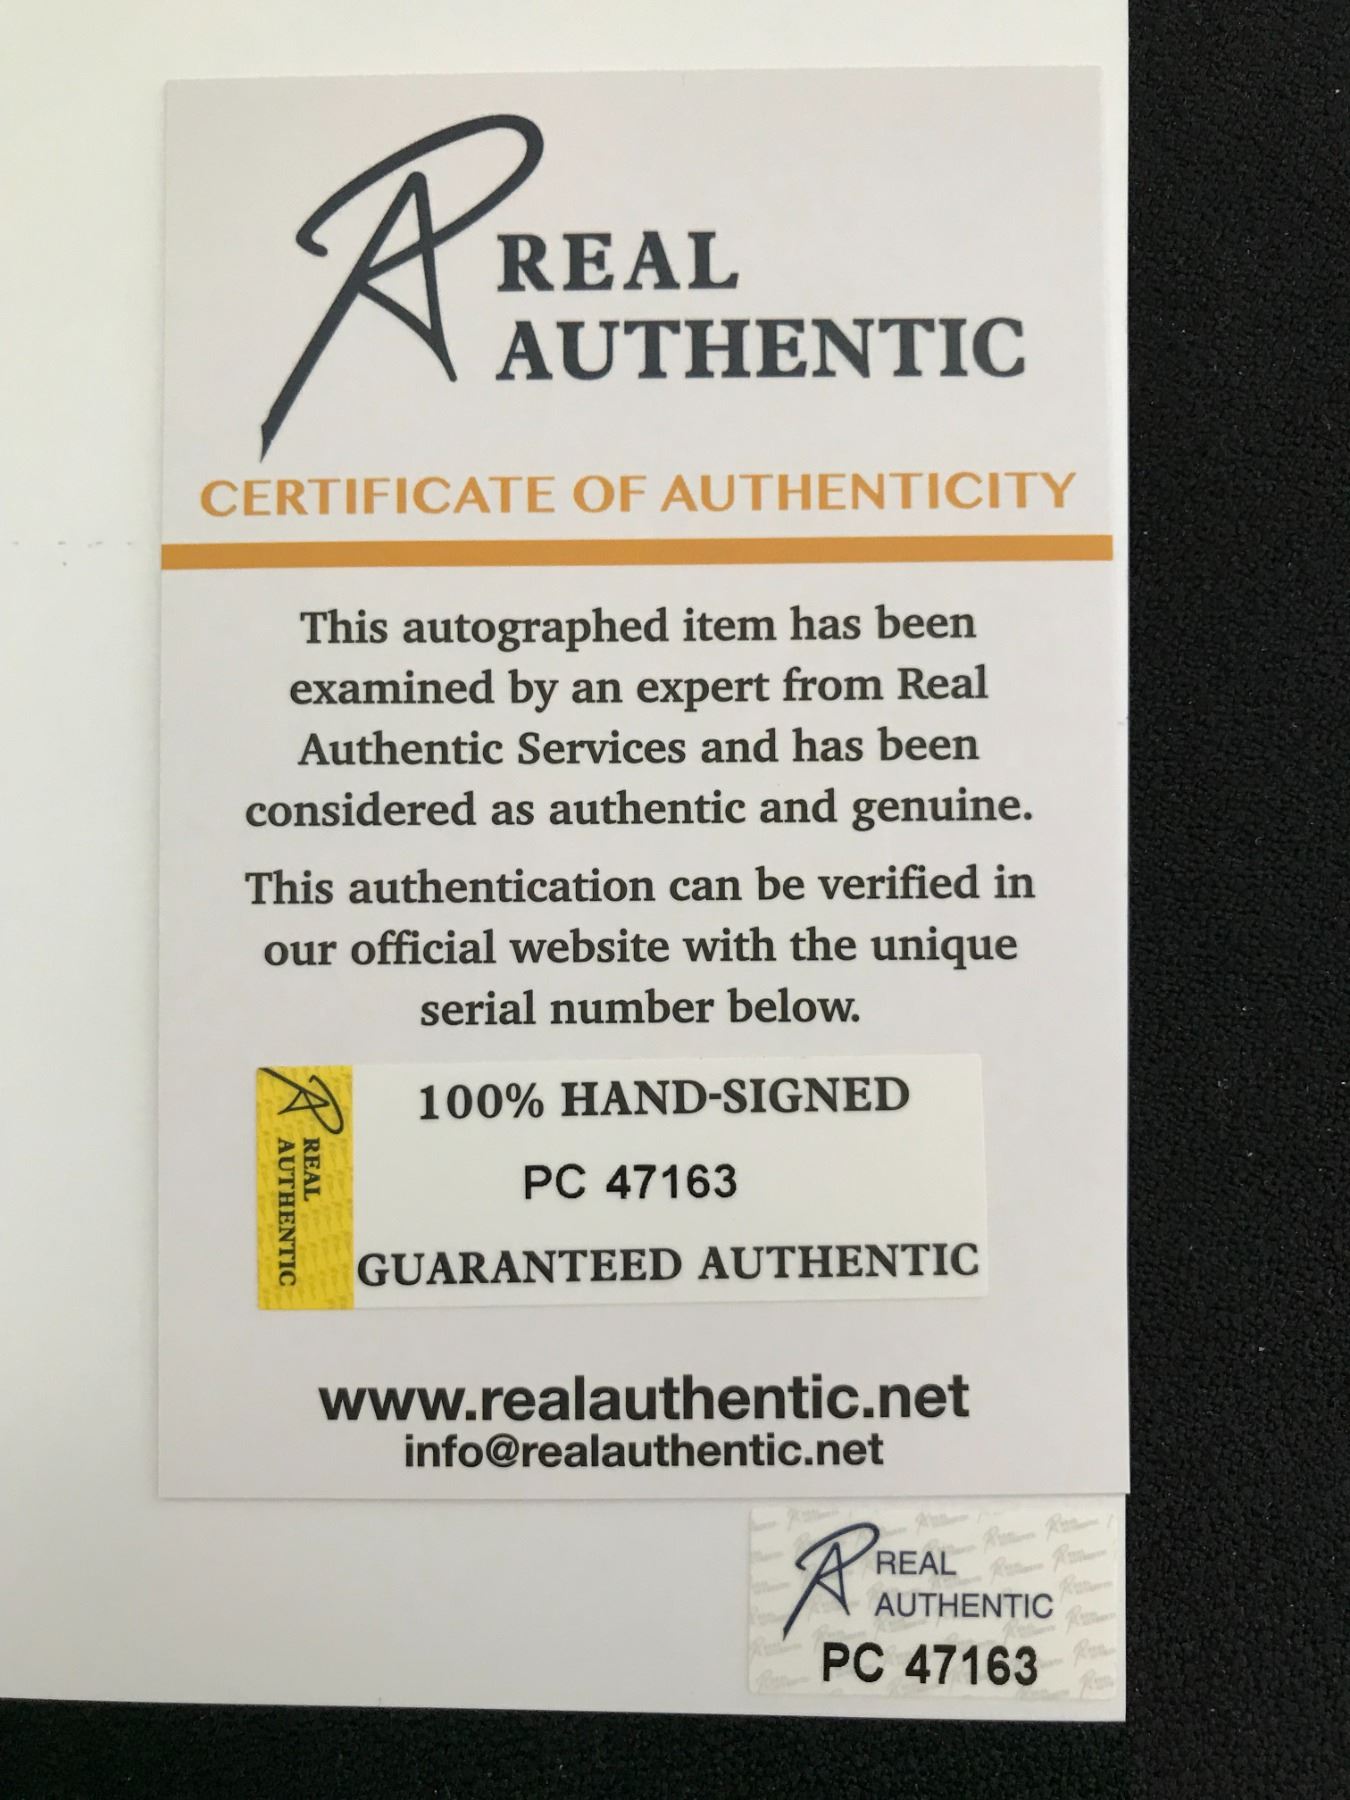 REAL
AUTHENTIC
CERTIFICATE OF AUTHENTICITY
This autographed item has been
examined by an expert from Real
Authentic Services and has been
considered as authentic and genuine.
This authentication can be verified in
our official website with the unique
serial number below.
REAL
AUTHENTIC
100% HAND-SIGNED
PC 47163
GUARANTEED AUTHENTIC
www.realauthentic.net
info@realauthentic.net
REAL
AUTHENTIC
PC 47163